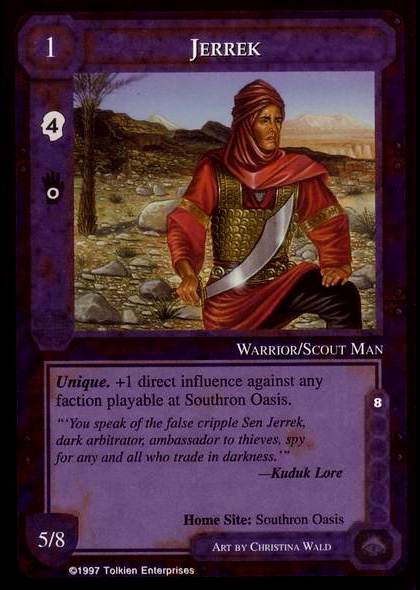 1
JERREK
4
0
WARRIOR/SCOUT MAN
Unique. +1 direct influence against any
faction playable at Southron Oasis.
8
"'You speak of the false cripple Sen Jerrek,
dark arbitrator, ambassador to thieves, spy
for any and all who trade in darkness.'"
—Kuduk Lore
Home Site: Southron Oasis
5/8
ART BY CHRISTINA WALD
©1997 Tolkien Enterprises